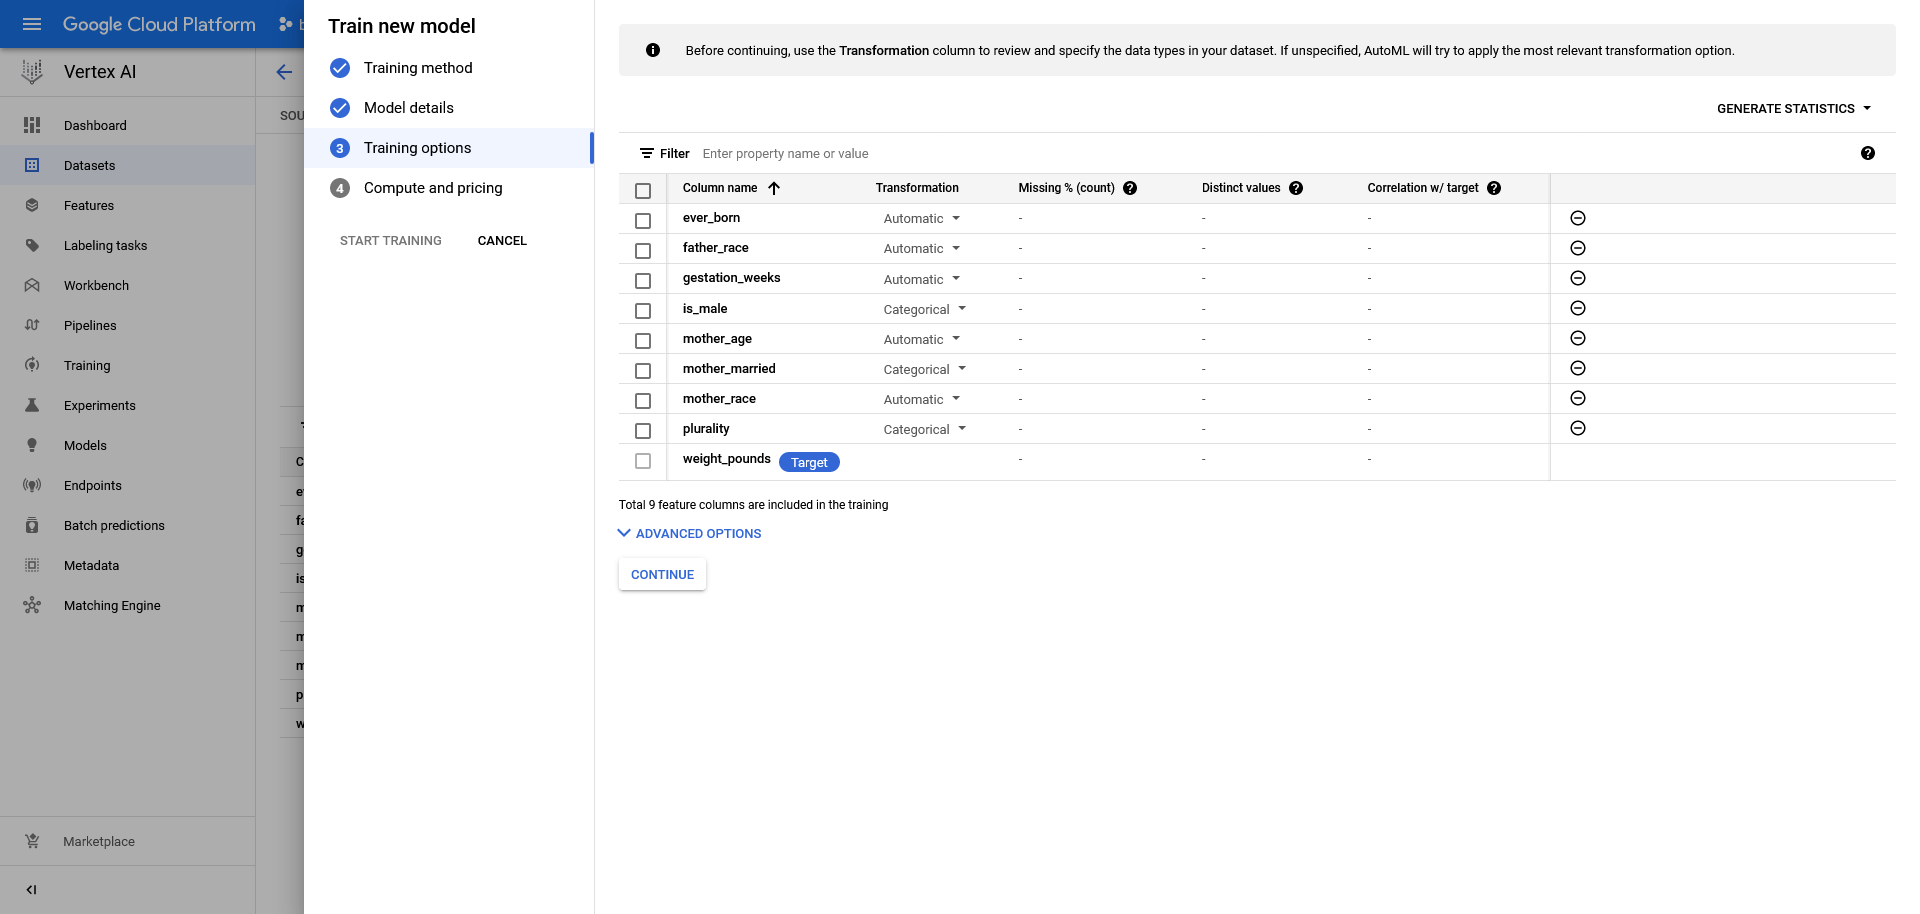 Google Cloud Platform
b
Vertex AI
Dashboard
Datasets
Features
Labeling tasks
Workbench
Pipelines
Training
Experiments
Models
Endpoints
Batch predictions
Metadata
Matching Engine
Marketplace
SOU
C
e
fa
g
is
m
m
m
p
w
Train new model
Training method
Model details
3 Training options
4 Compute and pricing
START TRAINING CANCEL
Before continuing, use the Transformation column to review and specify the data types in your dataset. If unspecified, AutoML will try to apply the most relevant transformation option.
GENERATE STATISTICS
Filter Enter property name or value
Column name Transformation Missing % (count) Distinct values Correlation w/ target
ever_born Automatic - - -
father_race Automatic - - -
gestation_weeks Automatic - - -
is_male Categorical - - -
mother_age Automatic - - -
mother_married Categorical - - -
mother_race Automatic - - -
plurality Categorical - - -
weight_pounds Target - - -
Total 9 feature columns are included in the training
ADVANCED OPTIONS
CONTINUE